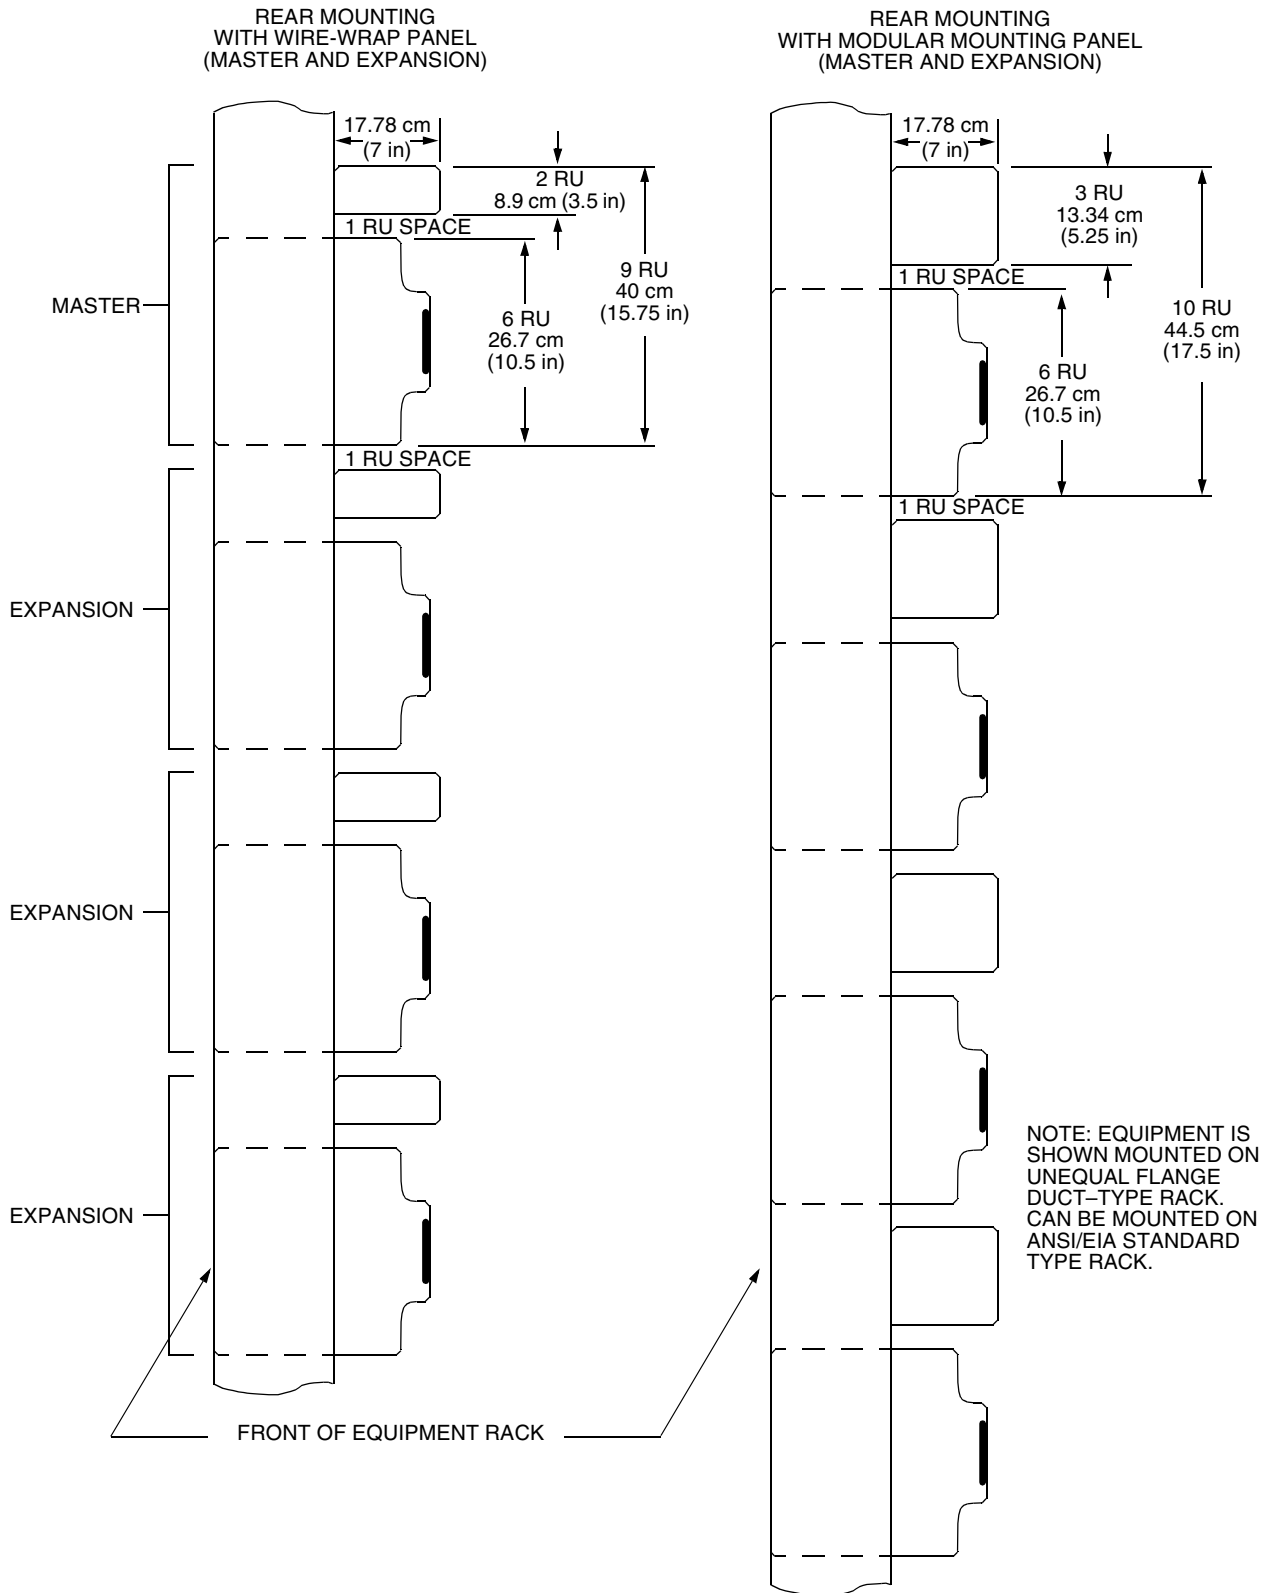 REAR MOUNTING
WITH WIRE-WRAP PANEL
(MASTER AND EXPANSION)
17.78 cm
(7 in)
2 RU
8.9 cm (3.5 in)
1 RU SPACE
9 RU
40 cm
(15.75 in)
6 RU
26.7 cm
(10.5 in)
MASTER
1 RU SPACE
EXPANSION
EXPANSION
EXPANSION
REAR MOUNTING
WITH MODULAR MOUNTING PANEL
(MASTER AND EXPANSION)
17.78 cm
(7 in)
3 RU
13.34 cm
(5.25 in)
1 RU SPACE
10 RU
44.5 cm
(17.5 in)
6 RU
26.7 cm
(10.5 in)
1 RU SPACE
NOTE: EQUIPMENT IS
SHOWN MOUNTED ON
UNEQUAL FLANGE
DUCT–TYPE RACK.
CAN BE MOUNTED ON
ANSI/EIA STANDARD
TYPE RACK.
FRONT OF EQUIPMENT RACK